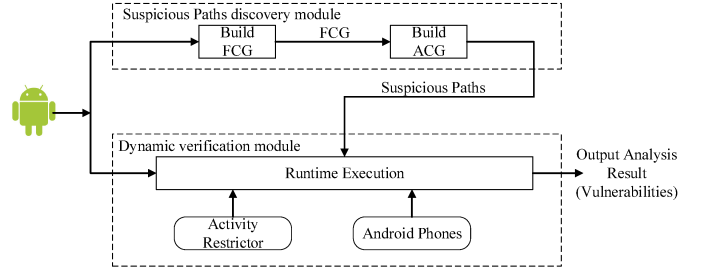 Suspicious Paths discovery module
Build
FCG
FCG
Build
ACG
Suspicious Paths
Dynamic verification module
Runtime Execution
Output Analysis
Result
(Vulnerabilities)
Activity
Restrictor
Android Phones